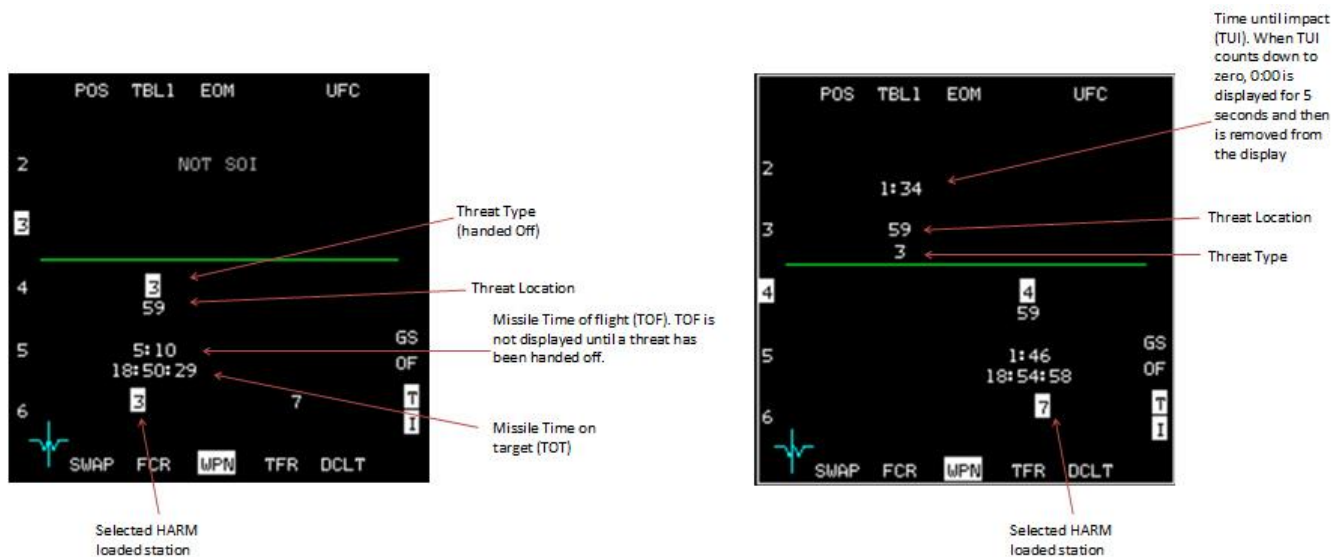 POS TBL1 EOM UFC
2 NOT SOI
3
4 3
59
5 5:10 GS
18:50:29 OF
6 3 7 T
I
SWAP FCR WPN TFR DCLT
Threat Type
(handed Off)
Threat Location
Missile Time of flight (TOF). TOF is
not displayed until a threat has
been handed off.
Missile Time on
target (TOT)
Selected HARM
loaded station
POS TBL1 EOM UFC
2
1:34
3 59
3
4 4
59
5 1:46 GS
18:54:58 OF
6 7 T
I
SWAP FCR WPN TFR DCLT
Time until impact
(TUI). When TUI
counts down to
zero, 0:00 is
displayed for 5
seconds and then
is removed from
the display
Threat Location
Threat Type
Selected HARM
loaded station